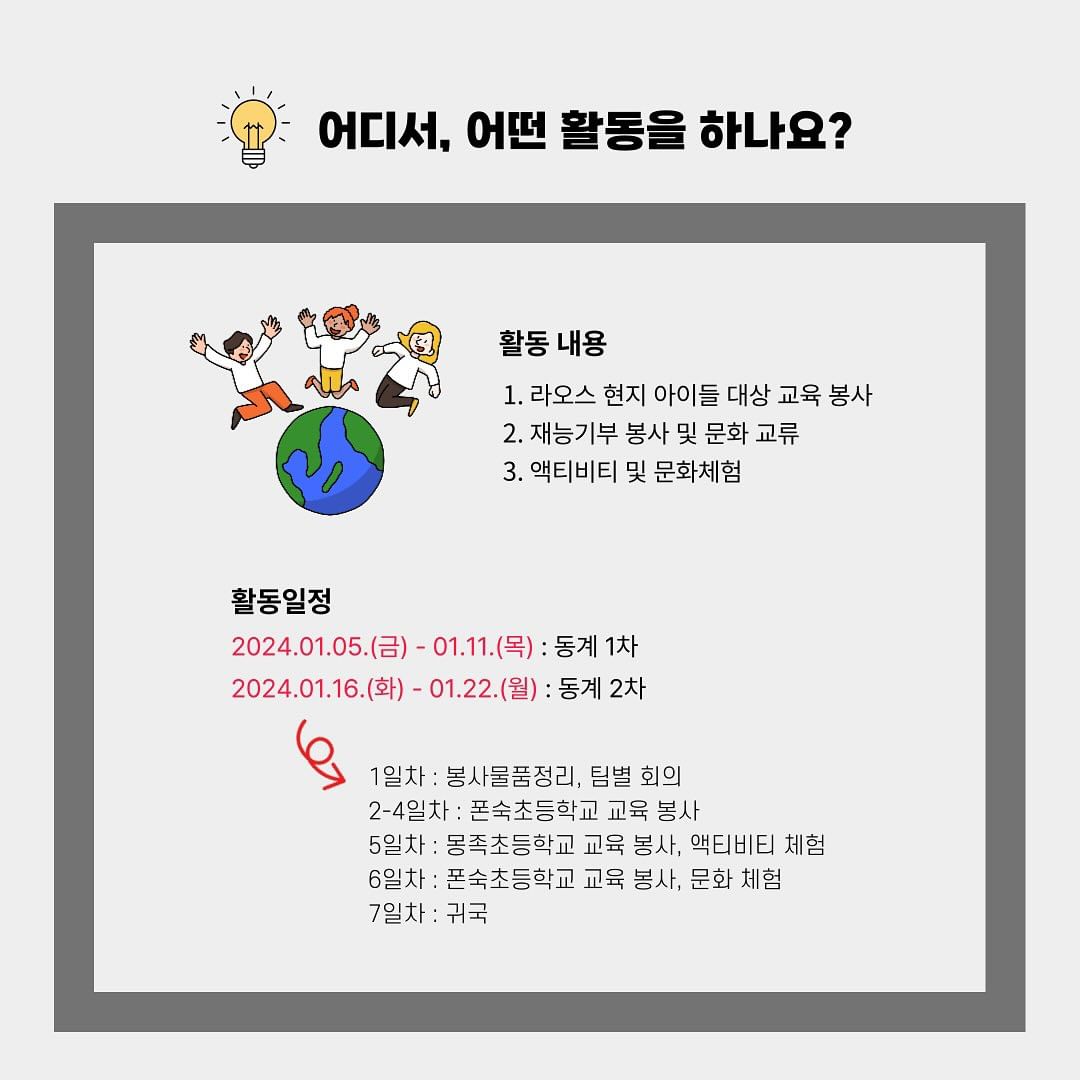 어디서, 어떤 활동을 하나요?
활동 내용
1. 라오스 현지 아이들 대상 교육 봉사
2. 재능기부 봉사 및 문화 교류
3. 액티비티 및 문화체험
활동일정
2024.01.05.(금) - 01.11.(목) : 동계 1차
2024.01.16.(화) - 01.22.(월) : 동계 2차
1일차 : 봉사물품정리, 팀별 회의
2-4일차 : 폰숙초등학교 교육 봉사
5일차 : 몽족초등학교 교육 봉사, 액티비티 체험
6일차 : 폰숙초등학교 교육 봉사, 문화 체험
7일차 : 귀국